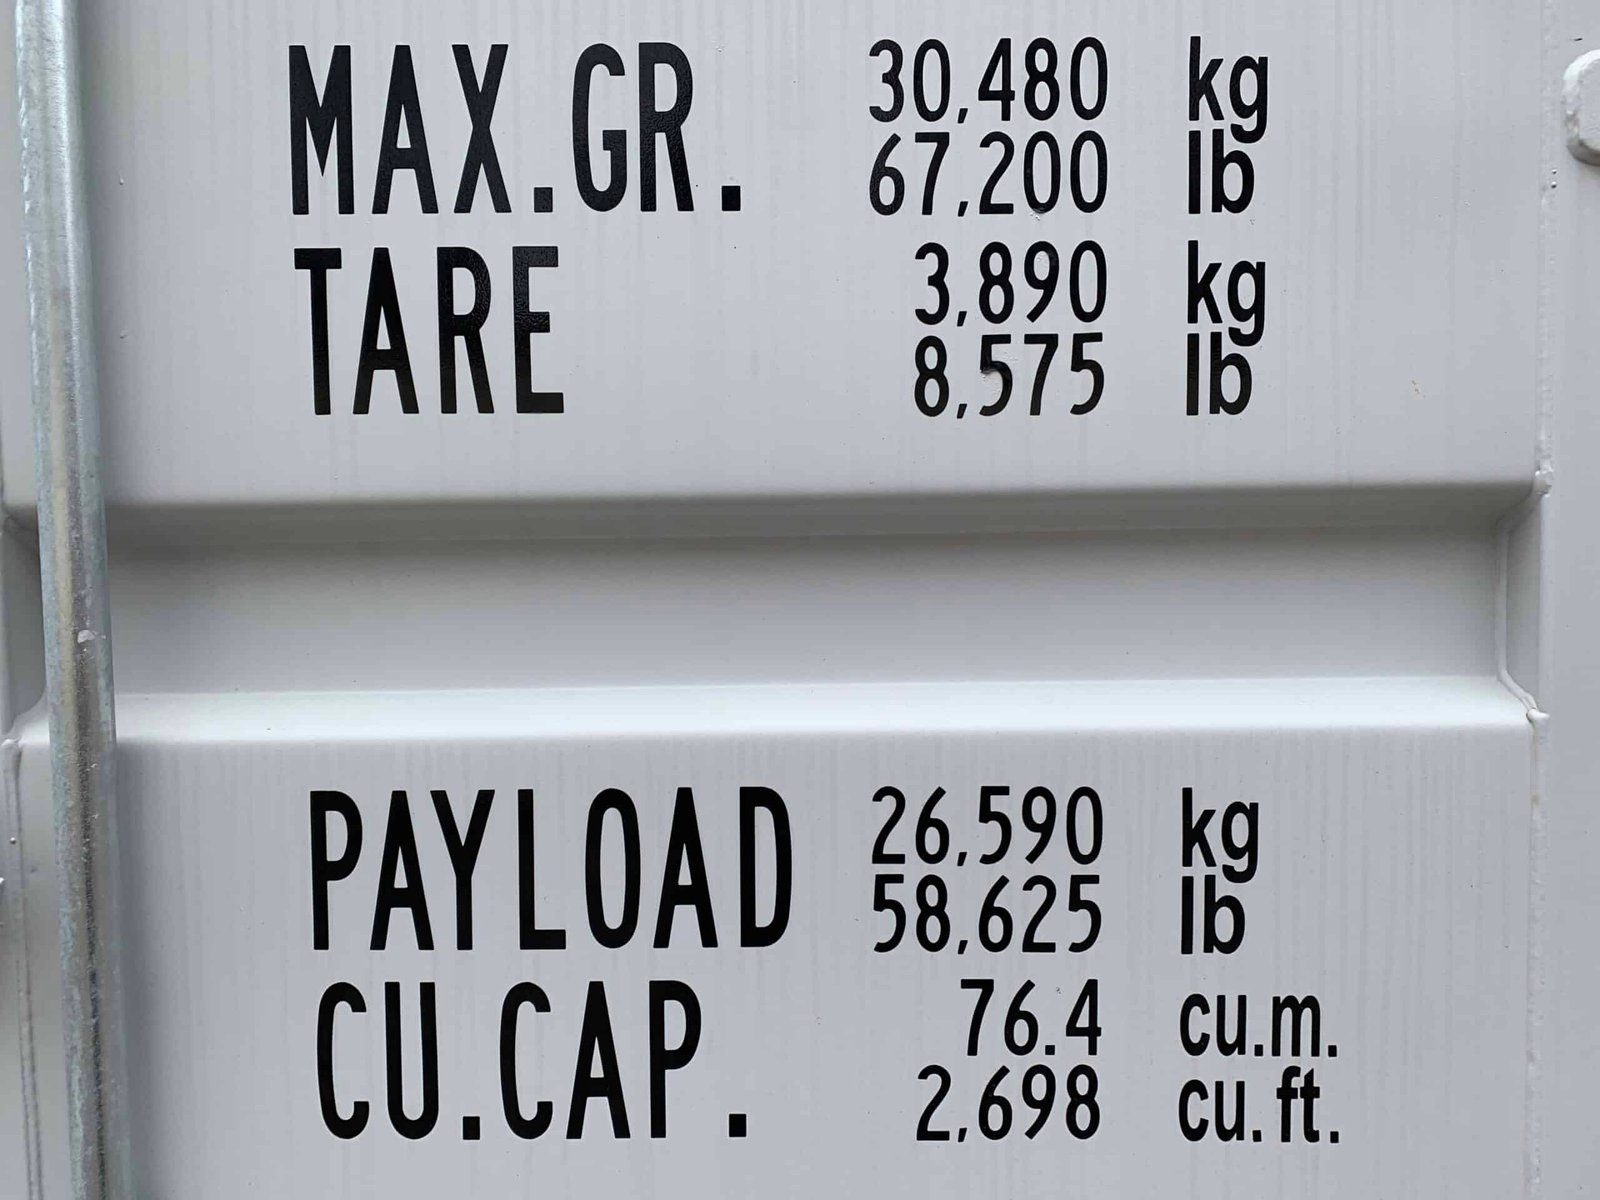 MAX.GR. 30,480 kg
67,200 lb
TARE 3,890 kg
8,575 lb
PAYLOAD 26,590 kg
58,625 lb
CU.CAP. 76.4 cu.m.
2,698 cu.ft.